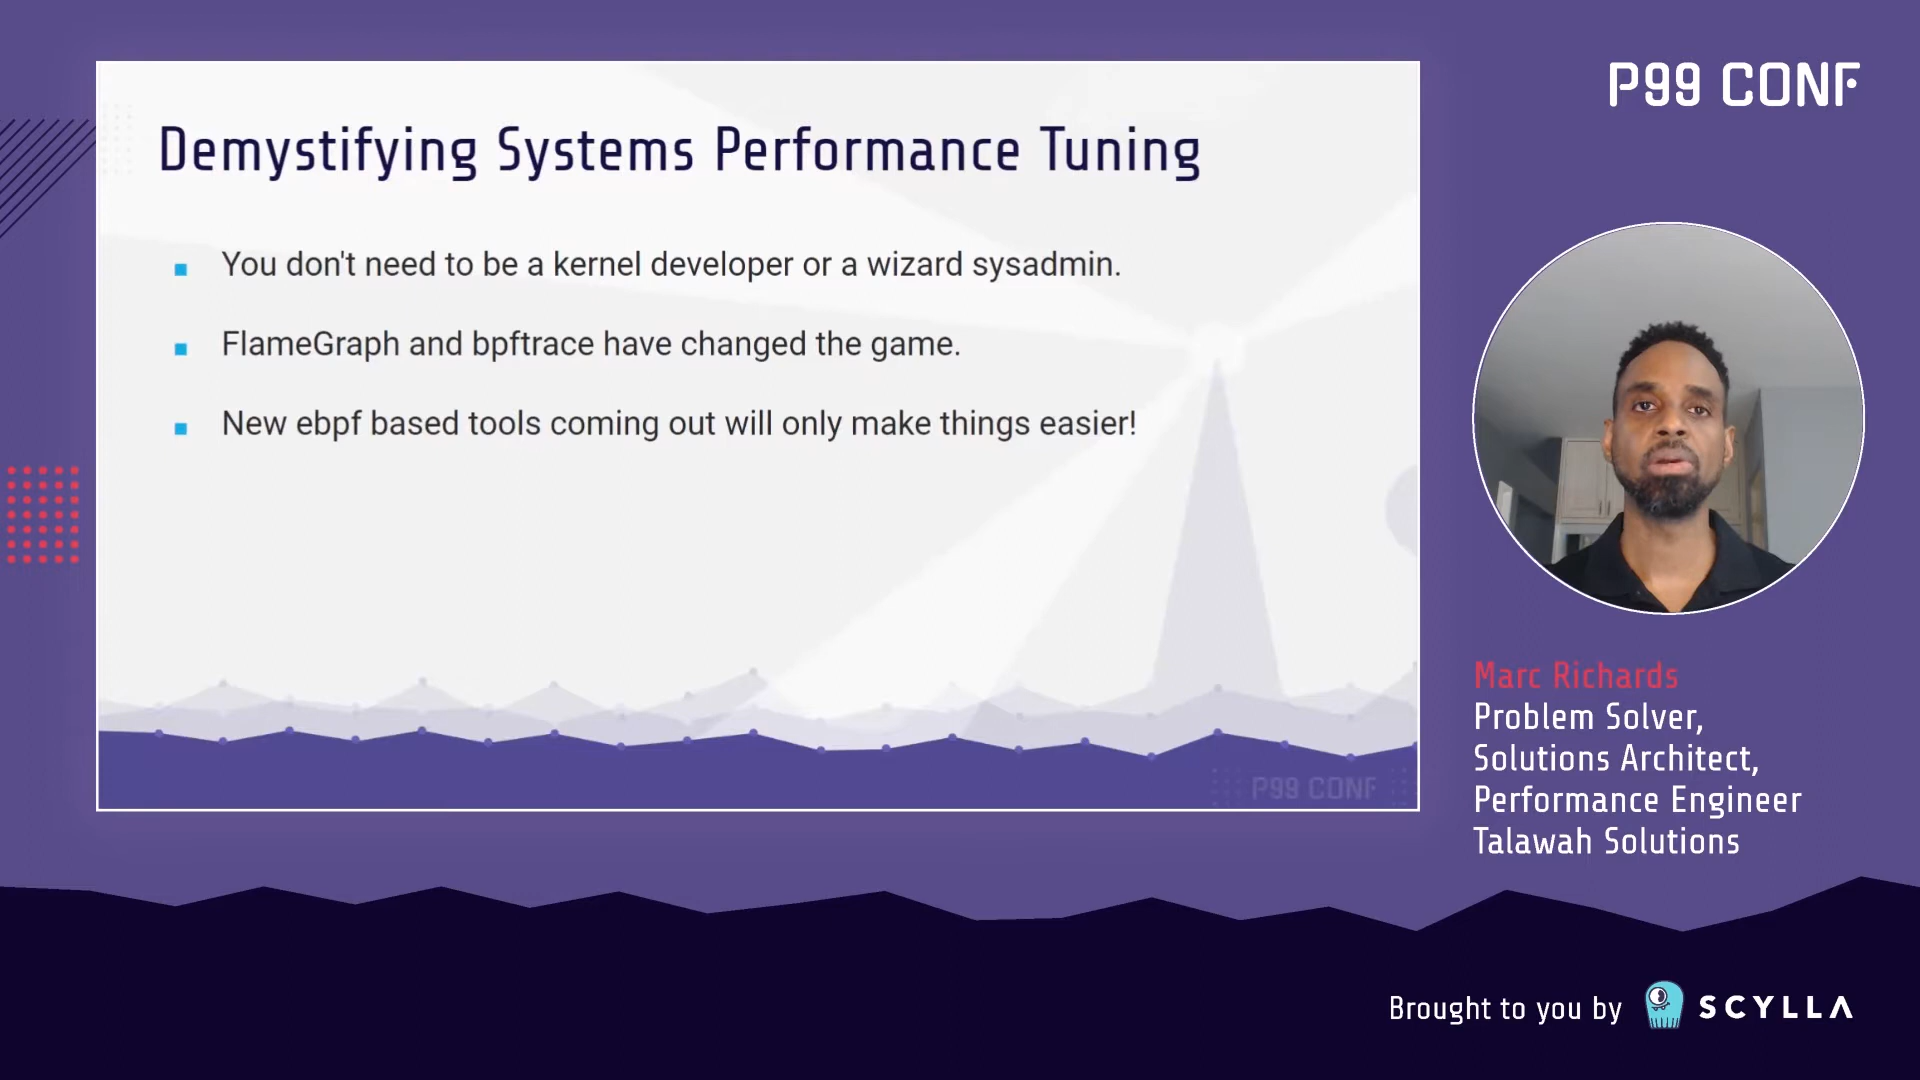 P99 CONF
Demystifying Systems Performance Tuning
You don't need to be a kernel developer or a wizard sysadmin.
FlameGraph and bpftrace have changed the game.
New ebpf based tools coming out will only make things easier!
P99 CONF
Marc Richards
Problem Solver,
Solutions Architect,
Performance Engineer
Talawah Solutions
Brought to you by SCYLLA